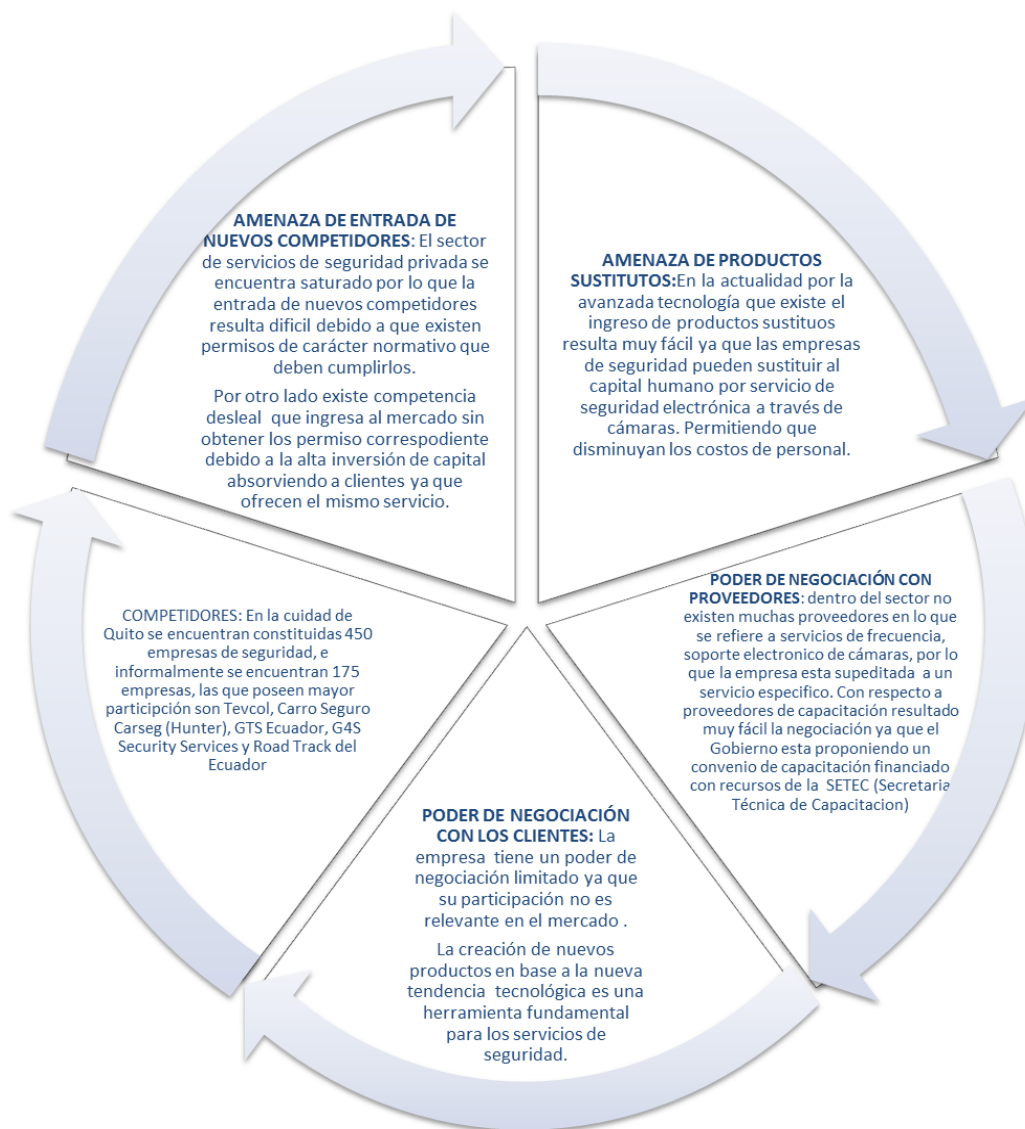 AMENAZA DE ENTRADA DE
NUEVOS COMPETIDORES: El sector
de servicios de seguridad privada se
encuentra saturado por lo que la
entrada de nuevos competidores
resulta dificil debido a que existen
permisos de carácter normativo que
deben cumplirlos.
Por otro lado existe competencia
desleal que ingresa al mercado sin
obtener los permiso correspodiente
debido a la alta inversión de capital
absorviendo a clientes ya que
ofrecen el mismo servicio.
AMENAZA DE PRODUCTOS
SUSTITUTOS:En la actualidad por la
avanzada tecnología que existe el
ingreso de productos sustituos
resulta muy fácil ya que las empresas
de seguridad pueden sustituir al
capital humano por servicio de
seguridad electrónica a través de
cámaras. Permitiendo que
disminuyan los costos de personal.
PODER DE NEGOCIACIÓN CON
PROVEEDORES: dentro del sector no
existen muchas proveedores en lo que
se refiere a servicios de frecuencia,
soporte electronico de cámaras, por lo
que la empresa esta supeditada a un
servicio especifico. Con respecto a
proveedores de capacitación resultado
muy fácil la negociación ya que el
Gobierno esta proponiendo un
convenio de capacitación financiado
con recursos de la SETEC (Secretaria
Técnica de Capacitacion)
PODER DE NEGOCIACIÓN
CON LOS CLIENTES: La
empresa tiene un poder de
negociación limitado ya que
su participación no es
relevante en el mercado .
La creación de nuevos
productos en base a la nueva
tendencia tecnológica es una
herramienta fundamental
para los servicios de
seguridad.
COMPETIDORES: En la cuidad de
Quito se encuentran constituidas 450
empresas de seguridad, e
informalmente se encuentran 175
empresas, las que poseen mayor
participción son Tevcol, Carro Seguro
Carseg (Hunter), GTS Ecuador, G4S
Security Services y Road Track del
Ecuador